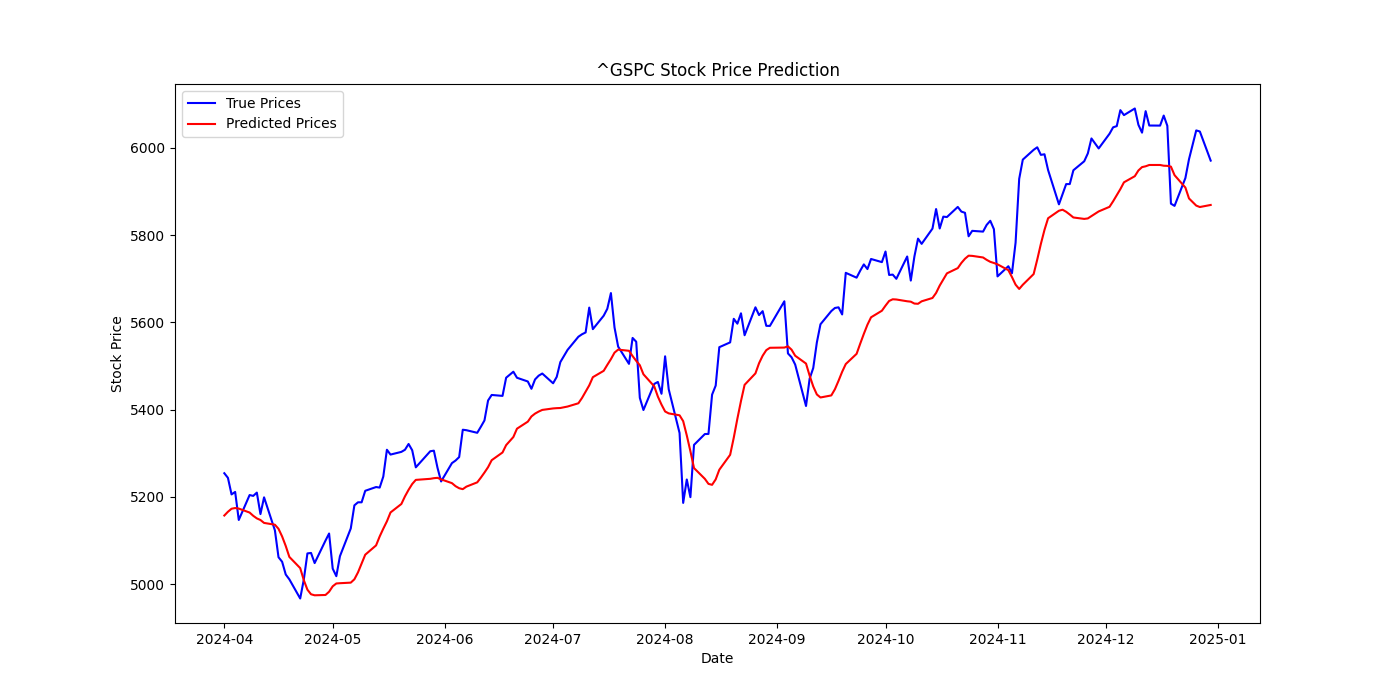 ^GSPC Stock Price Prediction
True Prices
Predicted Prices
6000
5800
5600
5400
5200
5000
Stock Price
2024-04 2024-05 2024-06 2024-07 2024-08 2024-09 2024-10 2024-11 2024-12 2025-01
Date